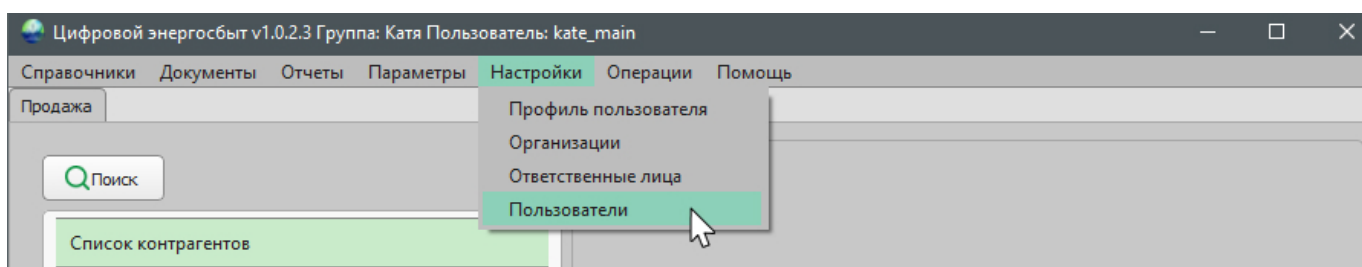 Цифровой энергосбыт v1.0.2.3 Группа: Катя Пользователь: kate_main
Справочники Документы Отчеты Параметры Настройки Операции Помощь
Продажа
Профиль пользователя
Организации
Поиск
Ответственные лица
Пользователи
Список контрагентов